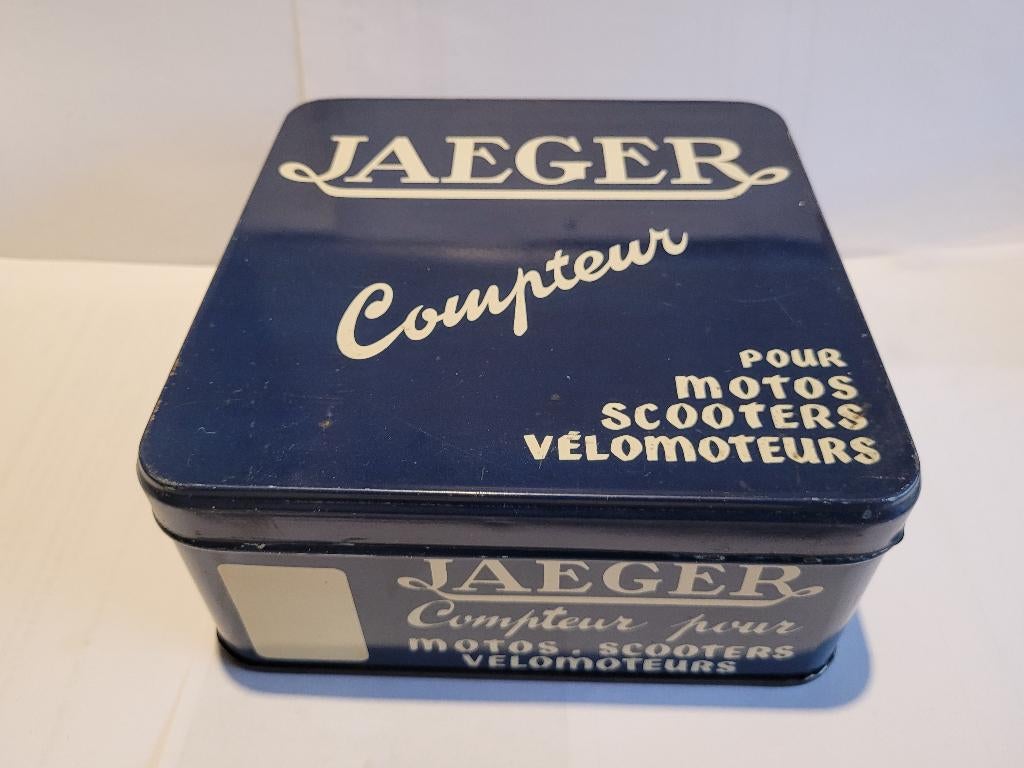 JAEGER
Compteur
POUR
MOTOS
SCOOTERS
VÉLOMOTEURS
JAEGER
Compteur pour
MOTOS. SCOOTERS
VÉLOMOTEURS